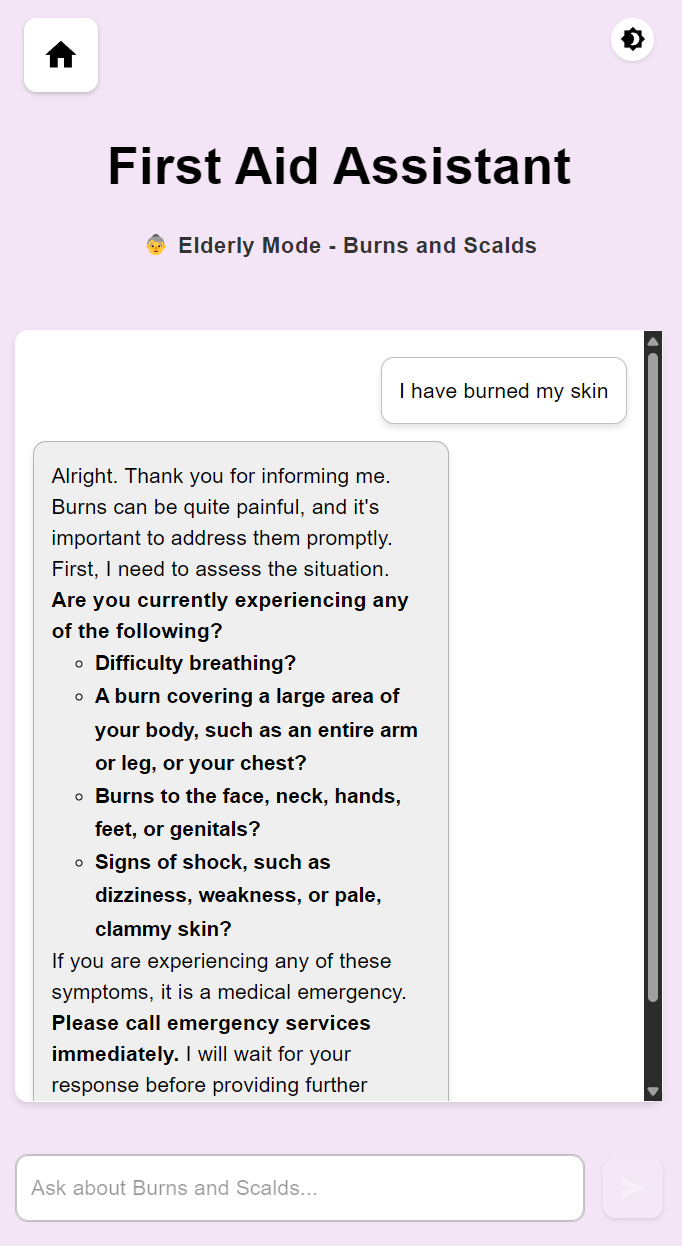 First Aid Assistant
Elderly Mode - Burns and Scalds
I have burned my skin
Alright. Thank you for informing me.
Burns can be quite painful, and it's
important to address them promptly.
First, I need to assess the situation.
Are you currently experiencing any
of the following?
Difficulty breathing?
A burn covering a large area of
your body, such as an entire arm
or leg, or your chest?
Burns to the face, neck, hands,
feet, or genitals?
Signs of shock, such as
dizziness, weakness, or pale,
clammy skin?
If you are experiencing any of these
symptoms, it is a medical emergency.
Please call emergency services
immediately. I will wait for your
response before providing further
Ask about Burns and Scalds...